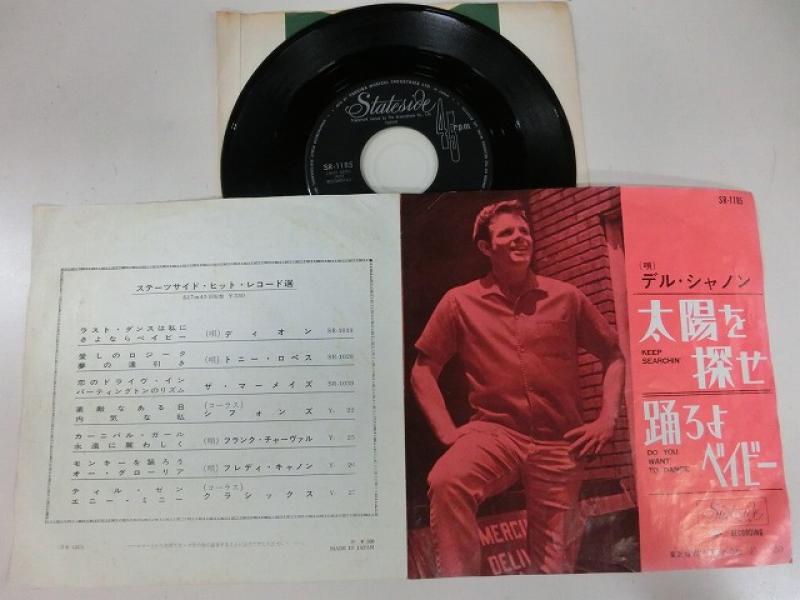 Stateside
45
rpm
SR-1185
ステーツサイド・ヒット・レコード選
ラスト・ダンスは私に
さよならベイビー
(唄) ディオン
愛しのロジータ
夢の逢引き
(唄) トニー・ロペス
恋のドライヴ・イン
パーティングトンのリズム
ザ・マーメイズ SR-1039
素敵なある日
内気な私
(コーラス)
シフォンズ Y- 22
カーニバル・ガール
永遠に麗わしく
(唄) フランク・チャーヴァル Y- 25
モンキーを踊ろう
オー・グローリア
(唄) フレディ・キャノン Y- 26
ティル・ゼン
エニー・ミニー
(コーラス)
クラシックス Y- 27
MADE IN JAPAN
SR-1185
(唄)
デル・シャノン
太陽を
探せ
KEEP
SEARCHIN'
踊ろよ
ベイビー
DO YOU
WANT
TO DANCE
Stateside
RECORDING
MERCU
DELI